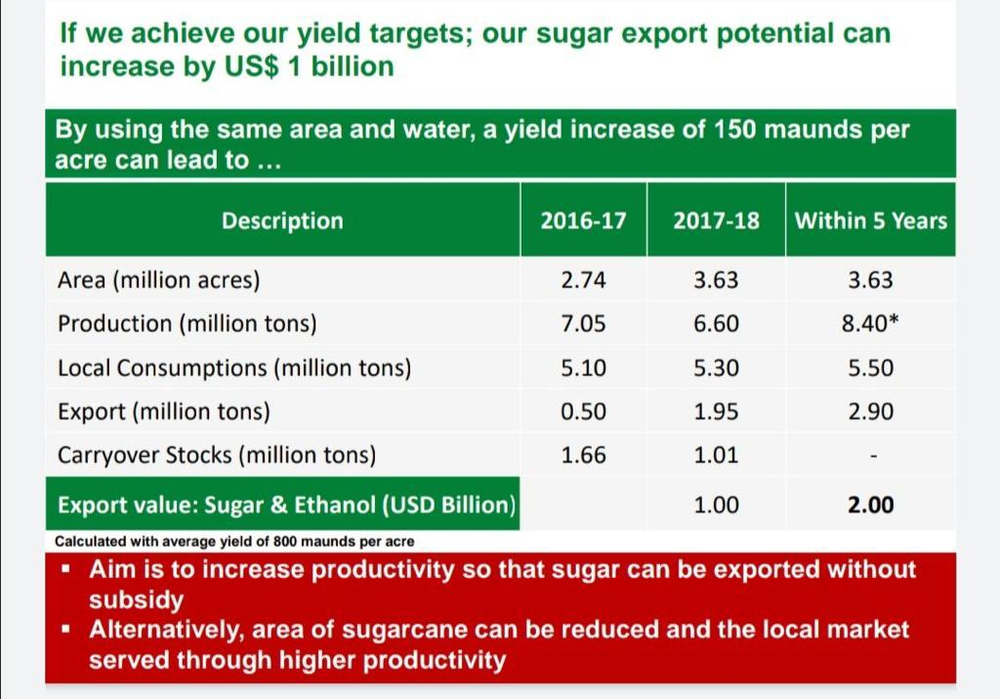 If we achieve our yield targets; our sugar export potential can
increase by US$ 1 billion
By using the same area and water, a yield increase of 150 maunds per
acre can lead to ...
Description 2016-17 2017-18 Within 5 Years
Area (million acres) 2.74 3.63 3.63
Production (million tons) 7.05 6.60 8.40*
Local Consumptions (million tons) 5.10 5.30 5.50
Export (million tons) 0.50 1.95 2.90
Carryover Stocks (million tons) 1.66 1.01 -
Export value: Sugar & Ethanol (USD Billion) 1.00 2.00
Calculated with average yield of 800 maunds per acre
▪ Aim is to increase productivity so that sugar can be exported without
subsidy
▪ Alternatively, area of sugarcane can be reduced and the local market
served through higher productivity